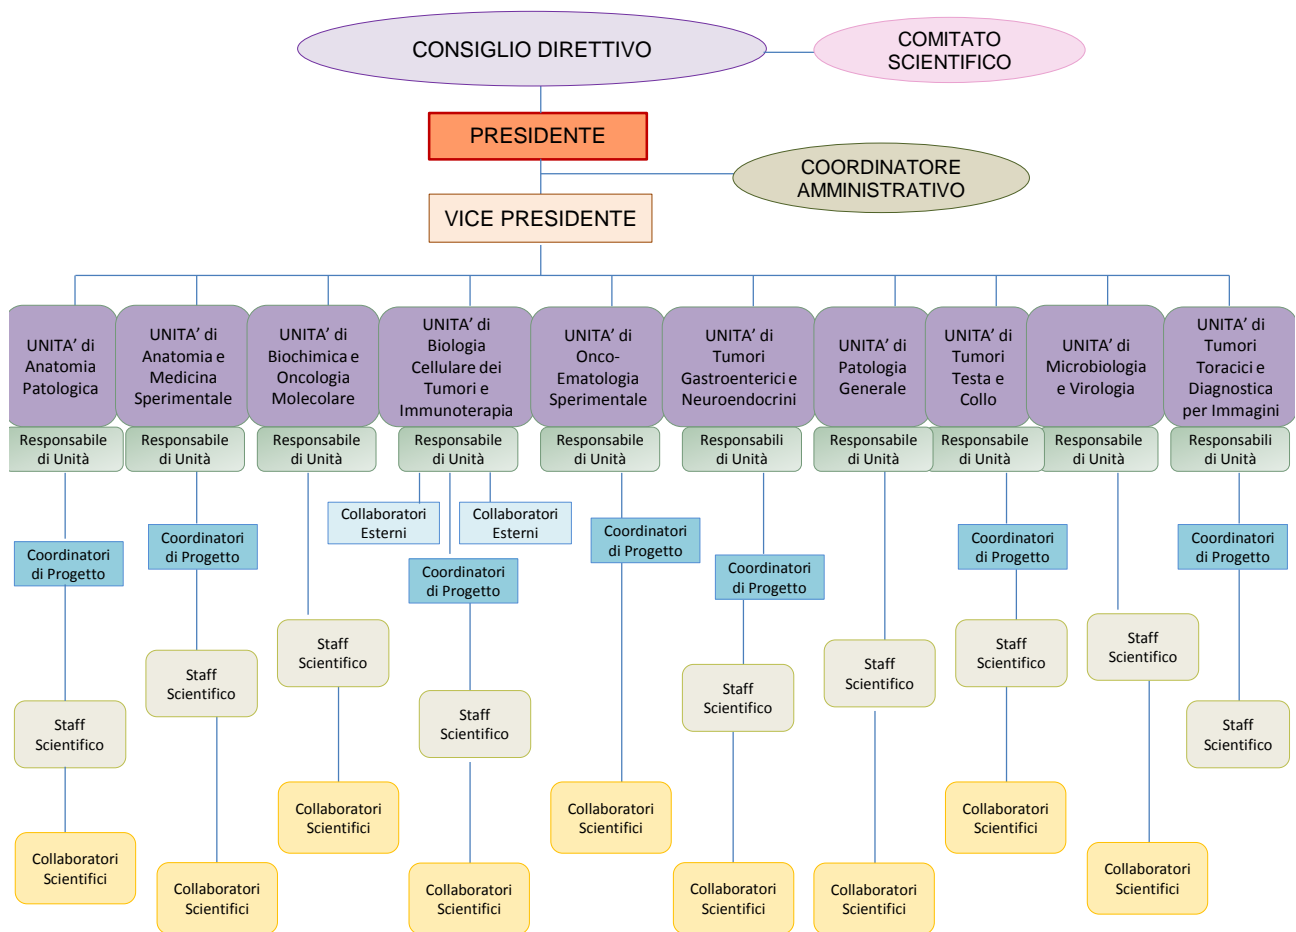 CONSIGLIO DIRETTIVO
COMITATO
SCIENTIFICO
PRESIDENTE
COORDINATORE
AMMINISTRATIVO
VICE PRESIDENTE
UNITA’ di
Anatomia
Patologica
UNITA’ di
Anatomia e
Medicina
Sperimentale
UNITA’ di
Biochimica e
Oncologia
Molecolare
UNITA’ di
Biologia
Cellulare dei
Tumori e
Immunoterapia
UNITA’ di
Onco-
Ematologia
Sperimentale
UNITA’ di
Tumori
Gastroenterici e
Neuroendocrini
UNITA’ di
Patologia
Generale
UNITA’ di
Tumori
Testa e
Collo
UNITA’ di
Microbiologia
e Virologia
UNITA’ di
Tumori
Toracici e
Diagnostica
per Immagini
Responsabile
di Unità
Responsabile
di Unità
Responsabile
di Unità
Responsabile
di Unità
Responsabile
di Unità
Responsabili
di Unità
Responsabile
di Unità
Responsabile
di Unità
Responsabile
di Unità
Responsabili
di Unità
Collaboratori
Esterni
Collaboratori
Esterni
Coordinatori
di Progetto
Coordinatori
di Progetto
Coordinatori
di Progetto
Coordinatori
di Progetto
Coordinatori
di Progetto
Coordinatori
di Progetto
Coordinatori
di Progetto
Staff
Scientifico
Staff
Scientifico
Staff
Scientifico
Staff
Scientifico
Staff
Scientifico
Staff
Scientifico
Staff
Scientifico
Staff
Scientifico
Staff
Scientifico
Collaboratori
Scientifici
Collaboratori
Scientifici
Collaboratori
Scientifici
Collaboratori
Scientifici
Collaboratori
Scientifici
Collaboratori
Scientifici
Collaboratori
Scientifici
Collaboratori
Scientifici
Collaboratori
Scientifici